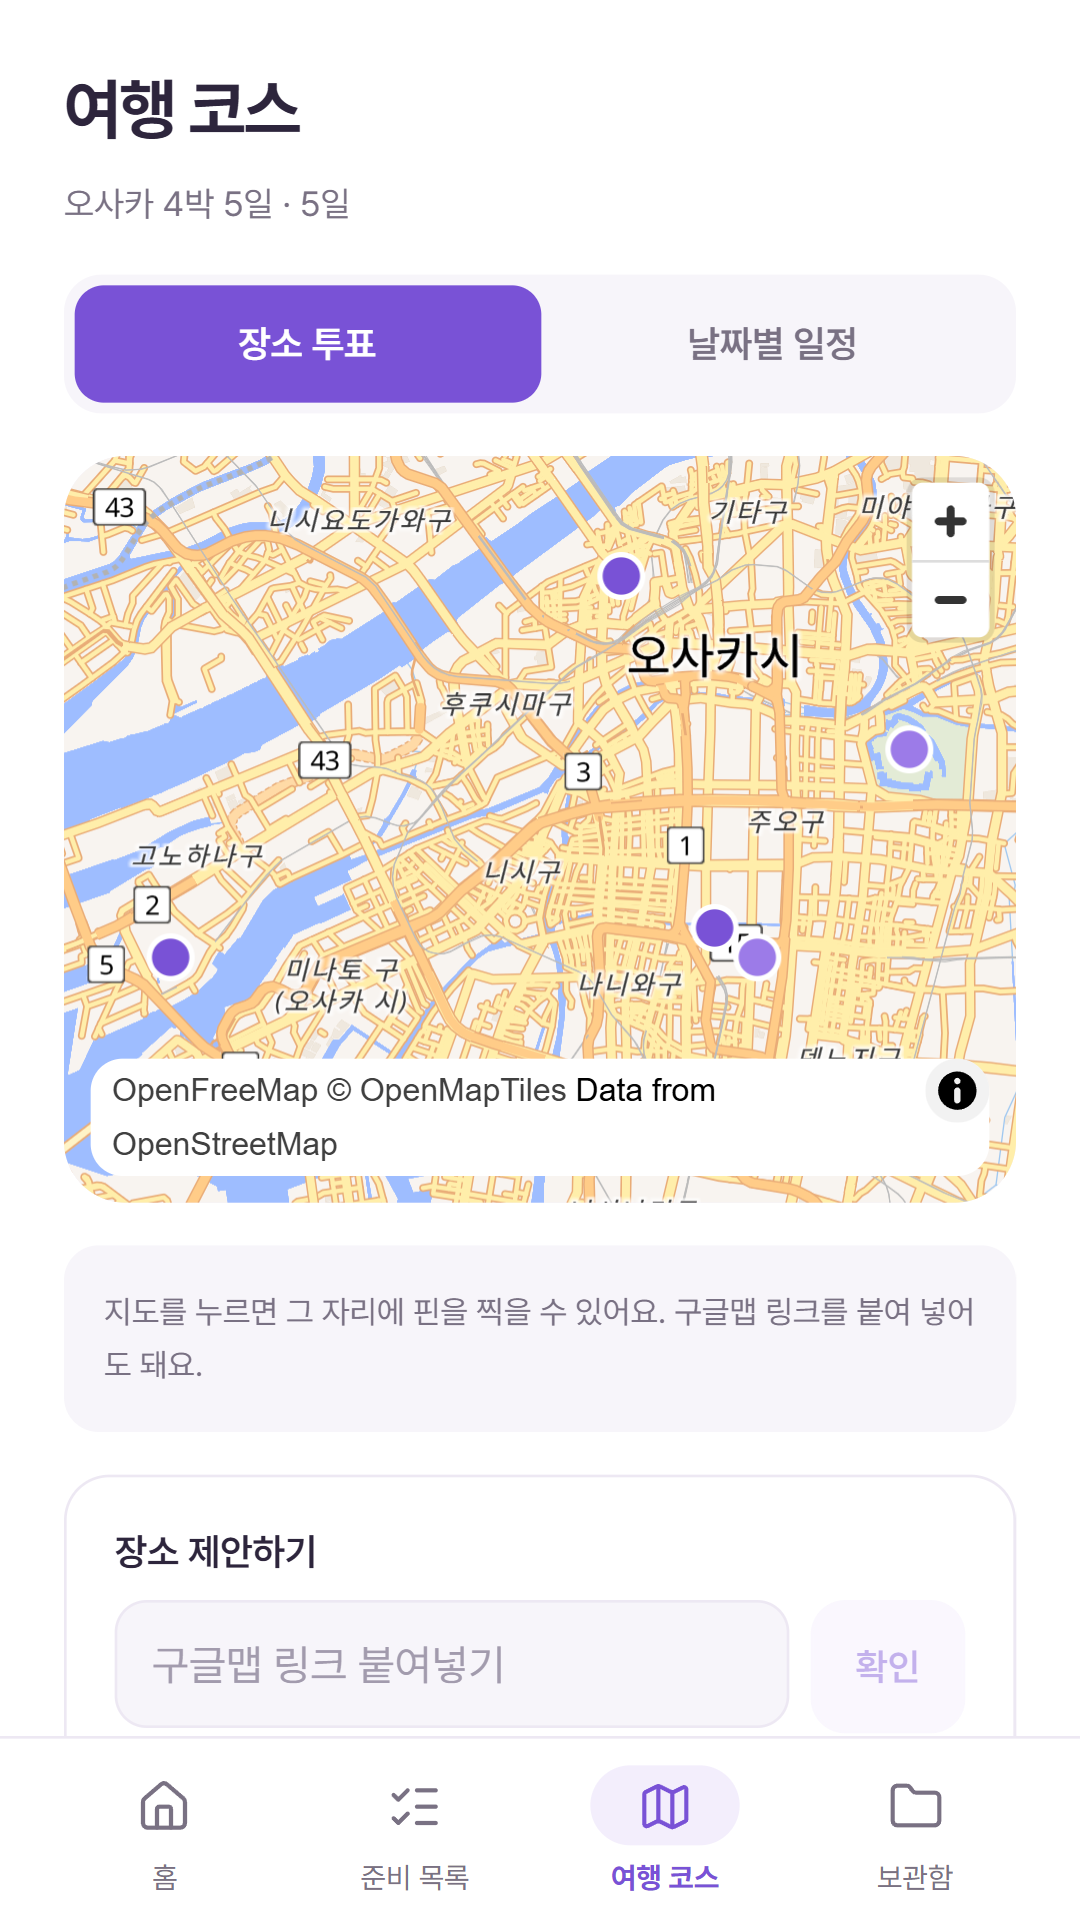 여행 코스
오사카 4박 5일 · 5일
장소 투표
날짜별 일정
43
니시요도가와구
기타구
미야
구
+
−
오사카시
후쿠시마구
43
3
주오구
1
고노하나구
니시구
2
5
미나토 구
(오사카 시)
나니와구
OpenFreeMap © OpenMapTiles Data from
OpenStreetMap
지도를 누르면 그 자리에 핀을 찍을 수 있어요. 구글맵 링크를 붙여 넣어
도 돼요.
장소 제안하기
구글맵 링크 붙여넣기
확인
홈
준비 목록
여행 코스
보관함